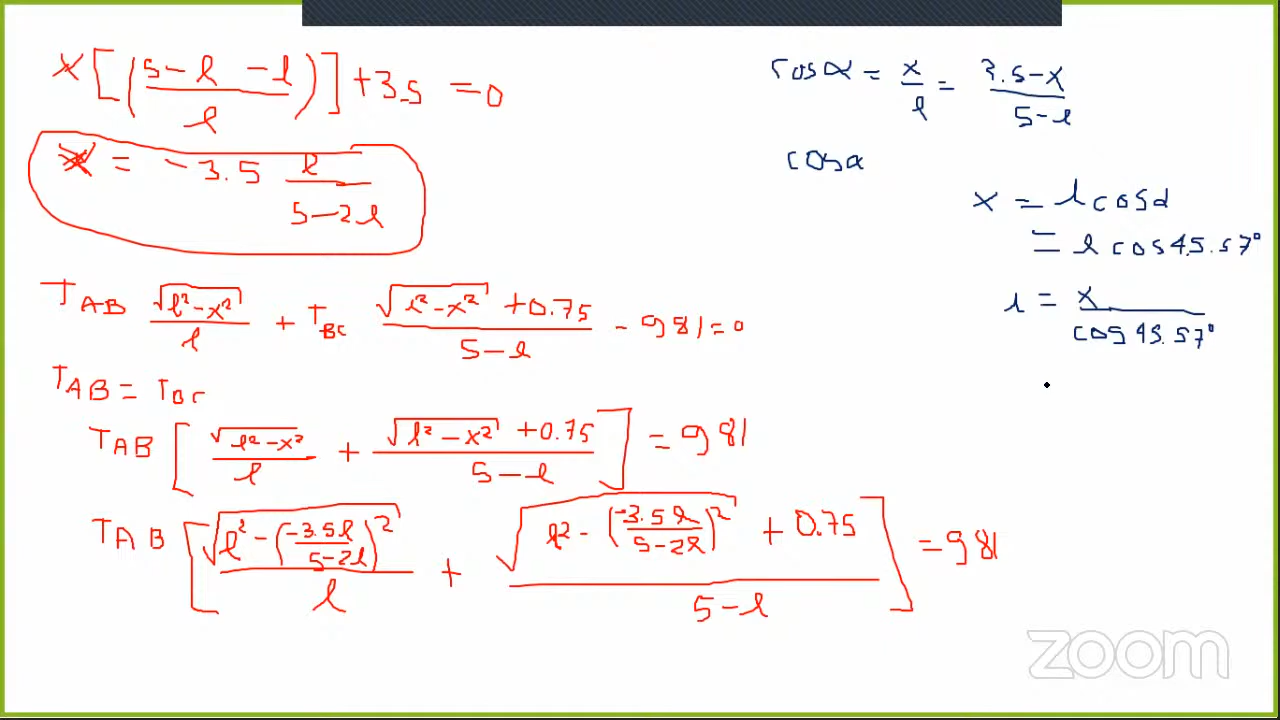 x [ ( (5 - l - l) / l ) ] + 3.5 = 0
x = -3.5 l / (5 - 2l)
T_AB √(l² - x²) / l + T_BC (√(l² - x²) + 0.75) / (5 - l) - 981 = 0
T_AB = T_BC
T_AB [ √(l² - x²) / l + (√(l² - x²) + 0.75) / (5 - l) ] = 981
T_AB [ √(l² - (-3.5l / (5 - 2l))²) / l + (√(l² - (-3.5l / (5 - 2l))²) + 0.75) / (5 - l) ] = 981
cosα = x / l = (3.5 - x) / (5 - l)
cosα
x = l cosα
= l cos 45.57°
l = x / cos 45.57°
zoom